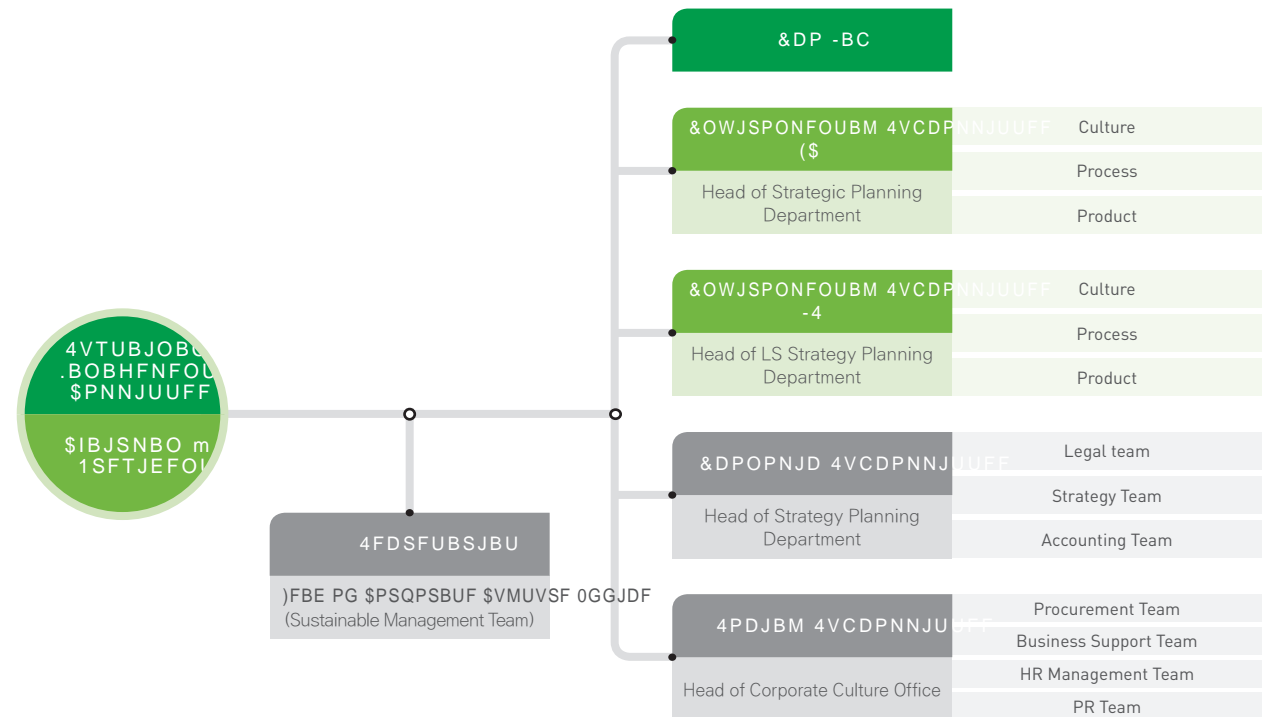 &DP -BC
&OWJSPONFOUBM 4VCDPNNJUUFF
($
Head of Strategic Planning
Department
Culture
Process
Product
&OWJSPONFOUBM 4VCDPNNJUUFF
-4
Head of LS Strategy Planning
Department
Culture
Process
Product
4VTUBJOBC
.BOBHFNFOU
$PNNJUUFF
$IBJSNBO m
1SFTJEFOU
4FDSFUBSJBU
)FBE PG $PSQPSBUF $VMUVSF 0GGJDF
(Sustainable Management Team)
&DPOPNJD 4VCDPNNJUUFF
Head of Strategy Planning
Department
Legal team
Strategy Team
Accounting Team
4PDJBM 4VCDPNNJUUFF
Head of Corporate Culture Office
Procurement Team
Business Support Team
HR Management Team
PR Team